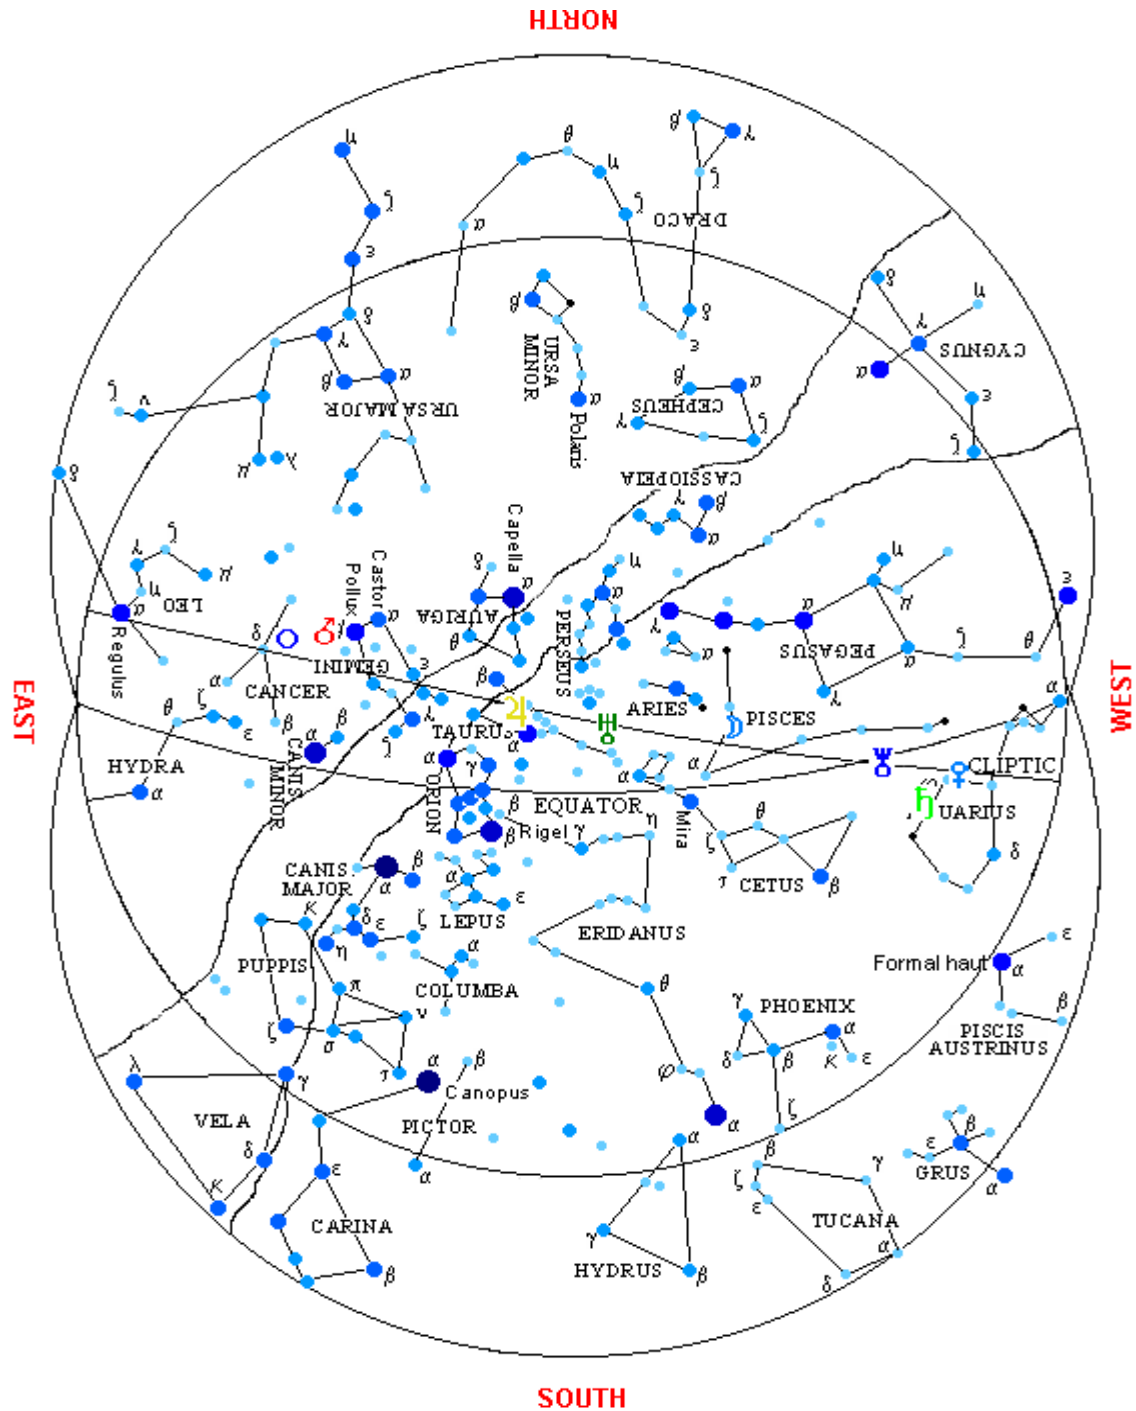 NORTH
η
θ
β
γ
η
ζ
ζ
α
ζ
DRACO
ε
δ
η
β
δ
δ
γ
ε
γ
URSA
MINOR
CYGNUS
α
β
α
β
α
α
ε
URSA MAJOR
CEPHEUS
Polaris
γ
ζ
ζ
ν
ζ
μ
λ
CASSIOPEIA
δ
γ
β
Capella
α
ζ
γ
Castor
Pollux
δ
η
η
μ
α
π
η
LEO
α
α
AURIGA
PERSEUS
α
ε
α
γ
α
Regulus
δ
♂
θ
PEGASUS
GEMINI
ε
α
α
ζ
θ
EAST
CANCER
α
β
γ
ARIES
γ
PISCES
α
WEST
θ
ζ
ε
β
β
ζ
TAURUS
♃
α
♅
☽
HYDRA
α
α
CANIS
MINOR
α
γ
ORION
α
α
♆
♀
CLIPTIC
EQUATOR
♄
UARIUS
β
β
Rigel
γ
η
Mira
ζ
θ
τ
CETUS
β
δ
CANIS
MAJOR
α
β
α
LEPUS
ε
κ
δ
ε
ζ
η
ERIDANUS
ε
PUPPIS
α
COLUMBA
Formal haut
α
π
ν
θ
γ
PHOENIX
α
β
PISCIS
AUSTRINUS
ζ
σ
δ
β
κ
ε
λ
γ
τ
α
β
Canopus
φ
ζ
α
VELA
PICTOR
α
β
γ
ε
β
GRUS
α
δ
ε
α
ζ
ε
κ
CARINA
γ
TUCANA
α
β
HYDRUS
β
δ
SOUTH